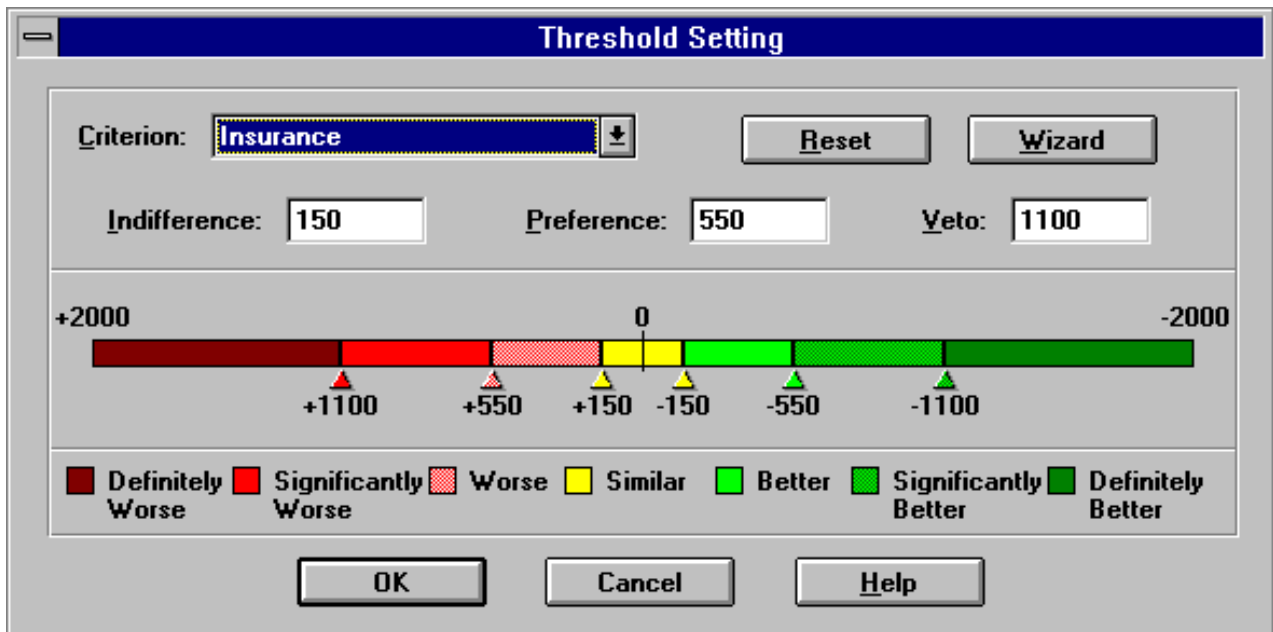 Threshold Setting
Criterion: Insurance Reset Wizard
Indifference: 150 Preference: 550 Veto: 1100
+2000 0 -2000
+1100 +550 +150 -150 -550 -1100
Definitely Significantly Worse Similar Better Significantly Definitely
Worse Worse Better Better
OK Cancel Help